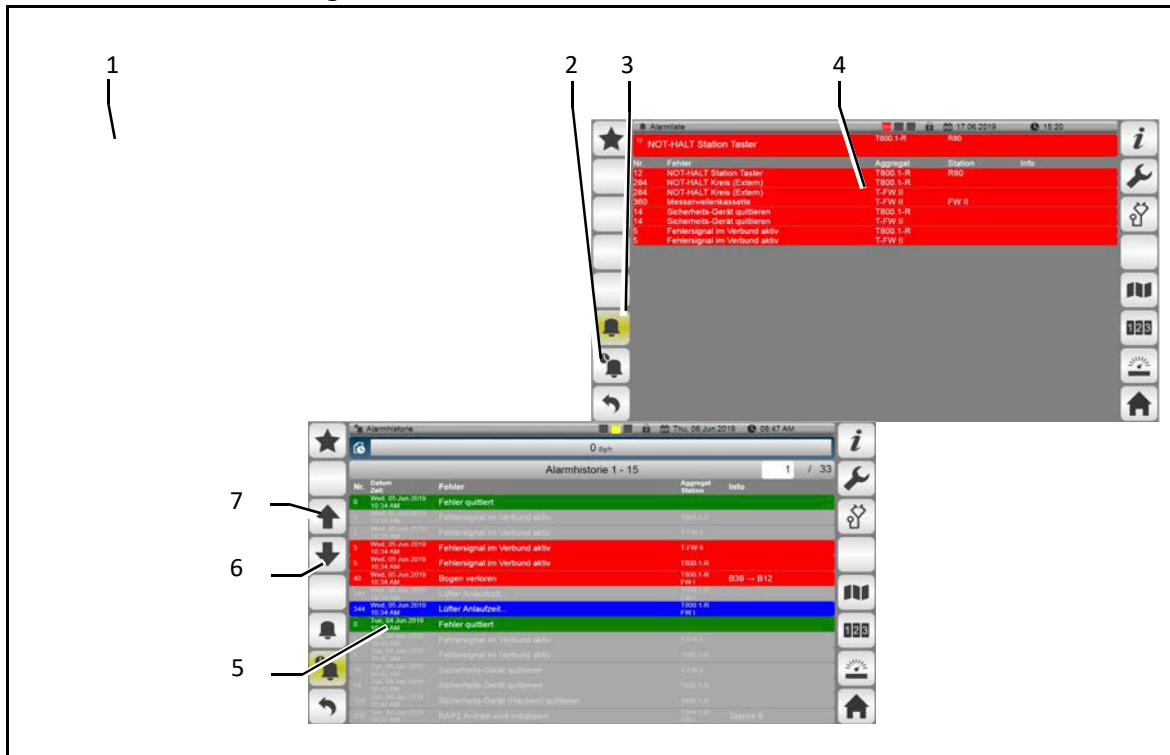 1 2 3 4
Alarmliste 17.06.2019 15:20
12 NOT-HALT Station Taster T800.1-R R80
Nr. Fehler Aggregat Station Info
12 NOT-HALT Station Taster T800.1-R R80
284 NOT-HALT Kreis (Extern) T800.1-R
284 NOT-HALT Kreis (Extern) T-FW II
360 Messerwellenkassette T-FW II FW II
14 Sicherheits-Gerät quittieren T800.1-R
14 Sicherheits-Gerät quittieren T-FW II
5 Fehlersignal im Verbund aktiv T800.1-R
5 Fehlersignal im Verbund aktiv T-FW II
i
123
Alarmhistorie Thu, 06.Jun.2019 08:47 AM
0 Bg/h
Alarmhistorie 1 - 15 1 / 33
Nr. Datum Zeit Fehler Aggregat Station Info
0 Wed, 05.Jun.2019 10:34 AM Fehler quittiert
Fehlersignal im Verbund aktiv
Fehlersignal im Verbund aktiv
5 Wed, 05.Jun.2019 10:34 AM Fehlersignal im Verbund aktiv T-FW II
5 Wed, 05.Jun.2019 10:34 AM Fehlersignal im Verbund aktiv T800.1-R
40 Wed, 05.Jun.2019 10:34 AM Bogen verloren T800.1-R FW I B39 → B12
344 Lüfter Anlaufzeit...
344 Wed, 05.Jun.2019 10:34 AM Lüfter Anlaufzeit... T800.1-R FW I
0 Tue, 04.Jun.2019 AM Fehler quittiert
Fehlersignal im Verbund aktiv
Fehlersignal im Verbund aktiv
Sicherheits-Gerät quittieren
Sicherheits-Gerät quittieren
Sicherheits-Gerät (Hauben) quittieren
RAP2 Antrieb wird initialisiert Tasche 6
i
123
7
6
5